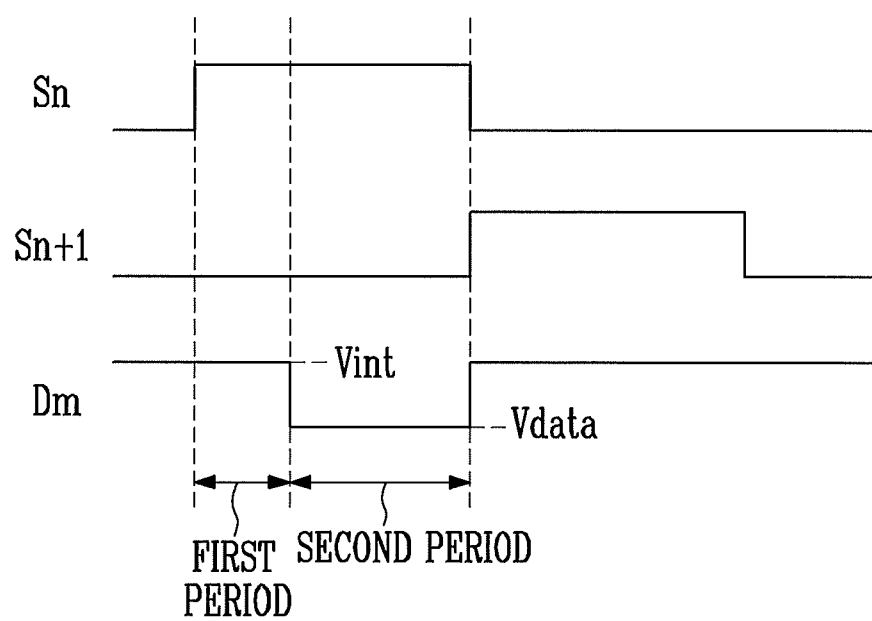 Sn
Sn+1
Vint
Dm
Vdata
FIRST PERIOD
SECOND PERIOD